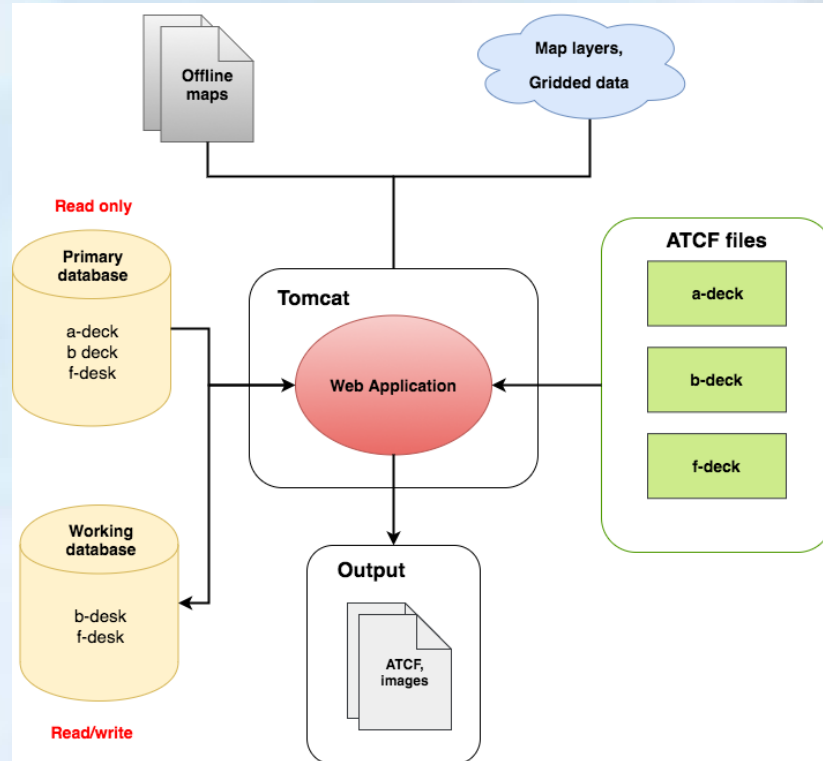 Offline
maps
Map layers,
Gridded data
Read only
Primary
database
a-deck
b deck
f-desk
Tomcat
Web Application
ATCF files
a-deck
b-deck
f-deck
Working
database
b-desk
f-desk
Read/write
Output
ATCF,
images